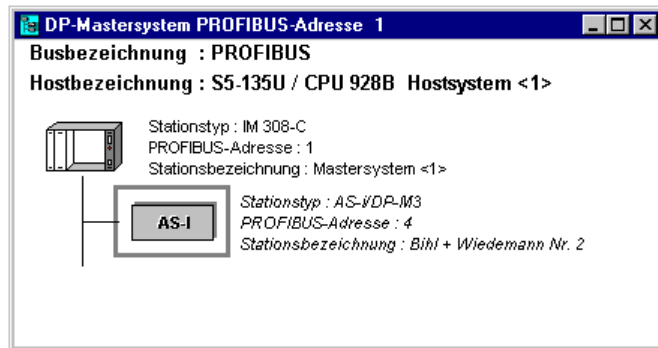 DP-Mastersystem PROFIBUS-Adresse 1
Busbezeichnung : PROFIBUS
Hostbezeichnung : S5-135U / CPU 928B Hostsystem <1>
Stationstyp : IM 308-C
PROFIBUS-Adresse : 1
Stationsbezeichnung : Mastersystem <1>
AS-I
Stationstyp : AS-I/DP-M3
PROFIBUS-Adresse : 4
Stationsbezeichnung : Bihl + Wiedemann Nr. 2